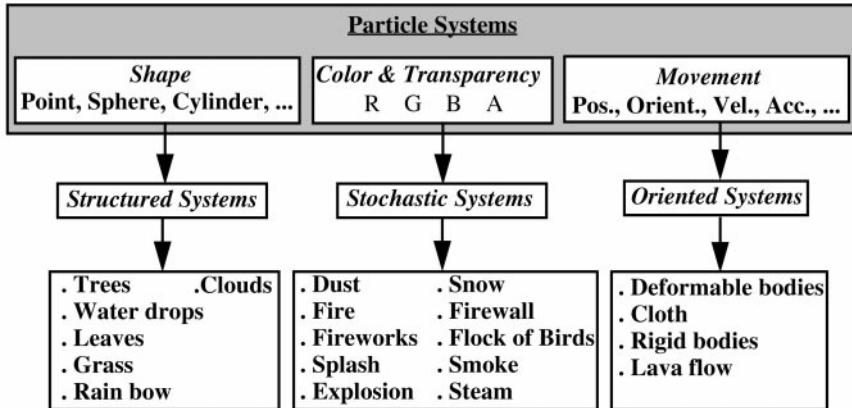 Particle Systems
Shape
Point, Sphere, Cylinder, ...
Color & Transparency
R G B A
Movement
Pos., Orient., Vel., Acc., ...
Structured Systems
Stochastic Systems
Oriented Systems
. Trees .Clouds
. Water drops
. Leaves
. Grass
. Rain bow
. Dust . Snow
. Fire . Firewall
. Fireworks . Flock of Birds
. Splash . Smoke
. Explosion . Steam
. Deformable bodies
. Cloth
. Rigid bodies
. Lava flow